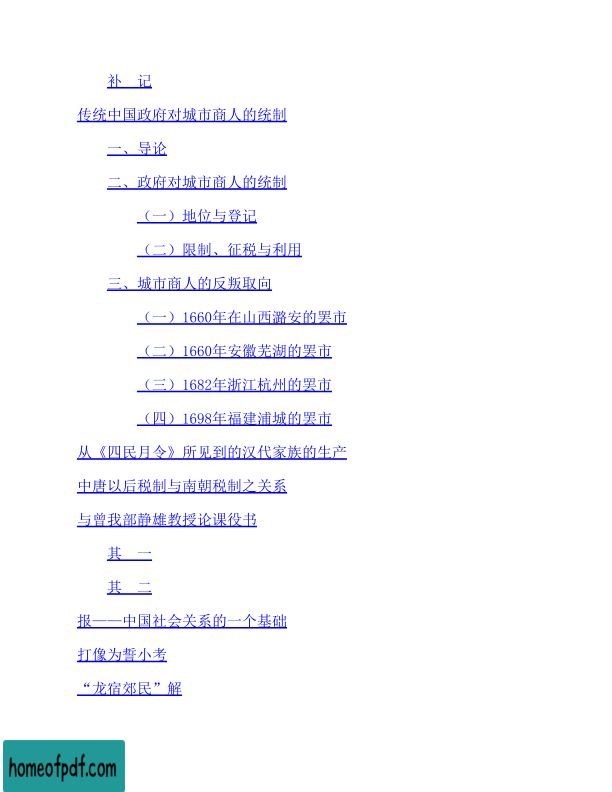 补　记
传统中国政府对城市商人的统制
一、导论
二、政府对城市商人的统制
（一）地位与登记
（二）限制、征税与利用
三、城市商人的反叛取向
（一）1660年在山西潞安的罢市
（二）1660年安徽芜湖的罢市
（三）1682年浙江杭州的罢市
（四）1698年福建浦城的罢市
从《四民月令》所见到的汉代家族的生产
中唐以后税制与南朝税制之关系
与曾我部静雄教授论课役书
其　一
其　二
报——中国社会关系的一个基础
打像为誓小考
“龙宿郊民”解
homeofpdf.com